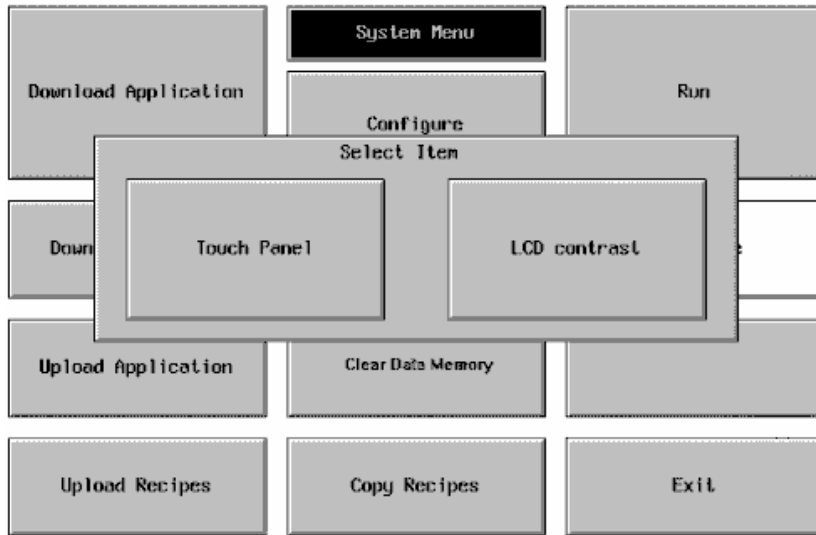 System Menu
Download Application
Configure
Run
Select Item
Touch Panel
LCD contrast
Down
Upload Application
Clear Data Memory
Upload Recipes
Copy Recipes
Exit